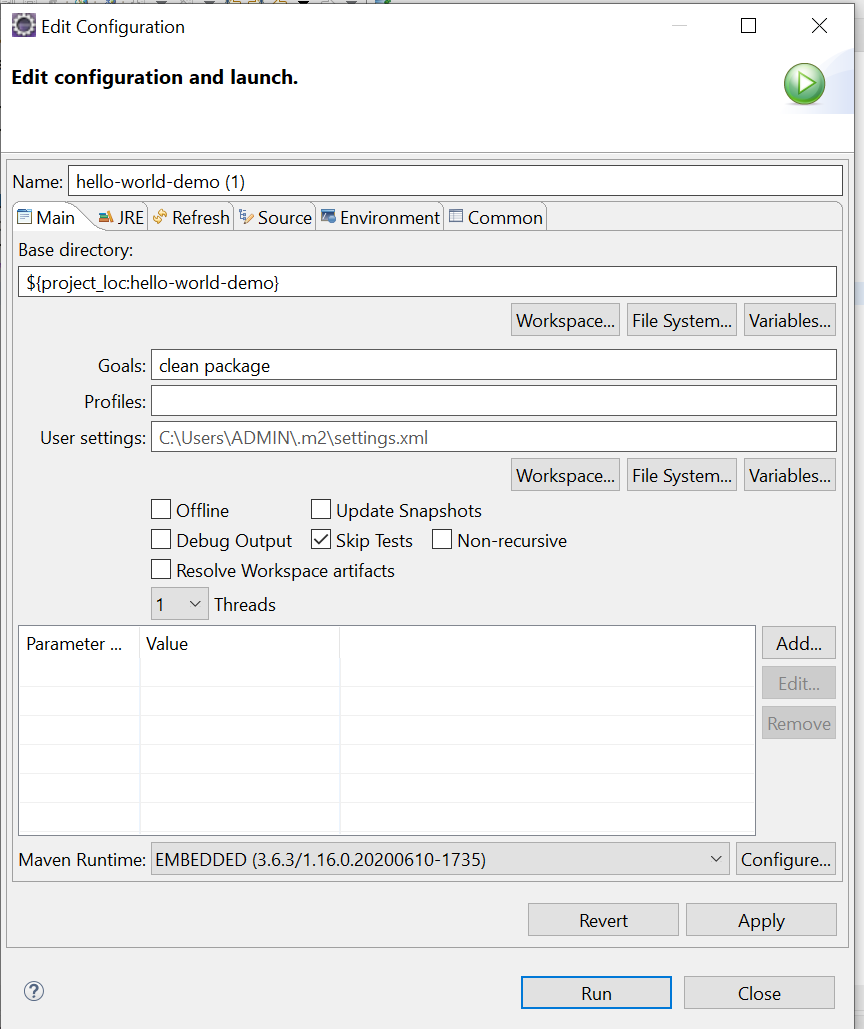 Edit Configuration
Edit configuration and launch.
Name: hello-world-demo (1)
Main JRE Refresh Source Environment Common
Base directory:
${project_loc:hello-world-demo}
Workspace... File System... Variables...
Goals: clean package
Profiles:
User settings: C:\Users\ADMIN\.m2\settings.xml
Workspace... File System... Variables...
Offline Update Snapshots
Debug Output Skip Tests Non-recursive
Resolve Workspace artifacts
1 Threads
Parameter ... Value Add...
Edit...
Remove
Maven Runtime: EMBEDDED (3.6.3/1.16.0.20200610-1735) Configure...
Revert Apply
? Run Close